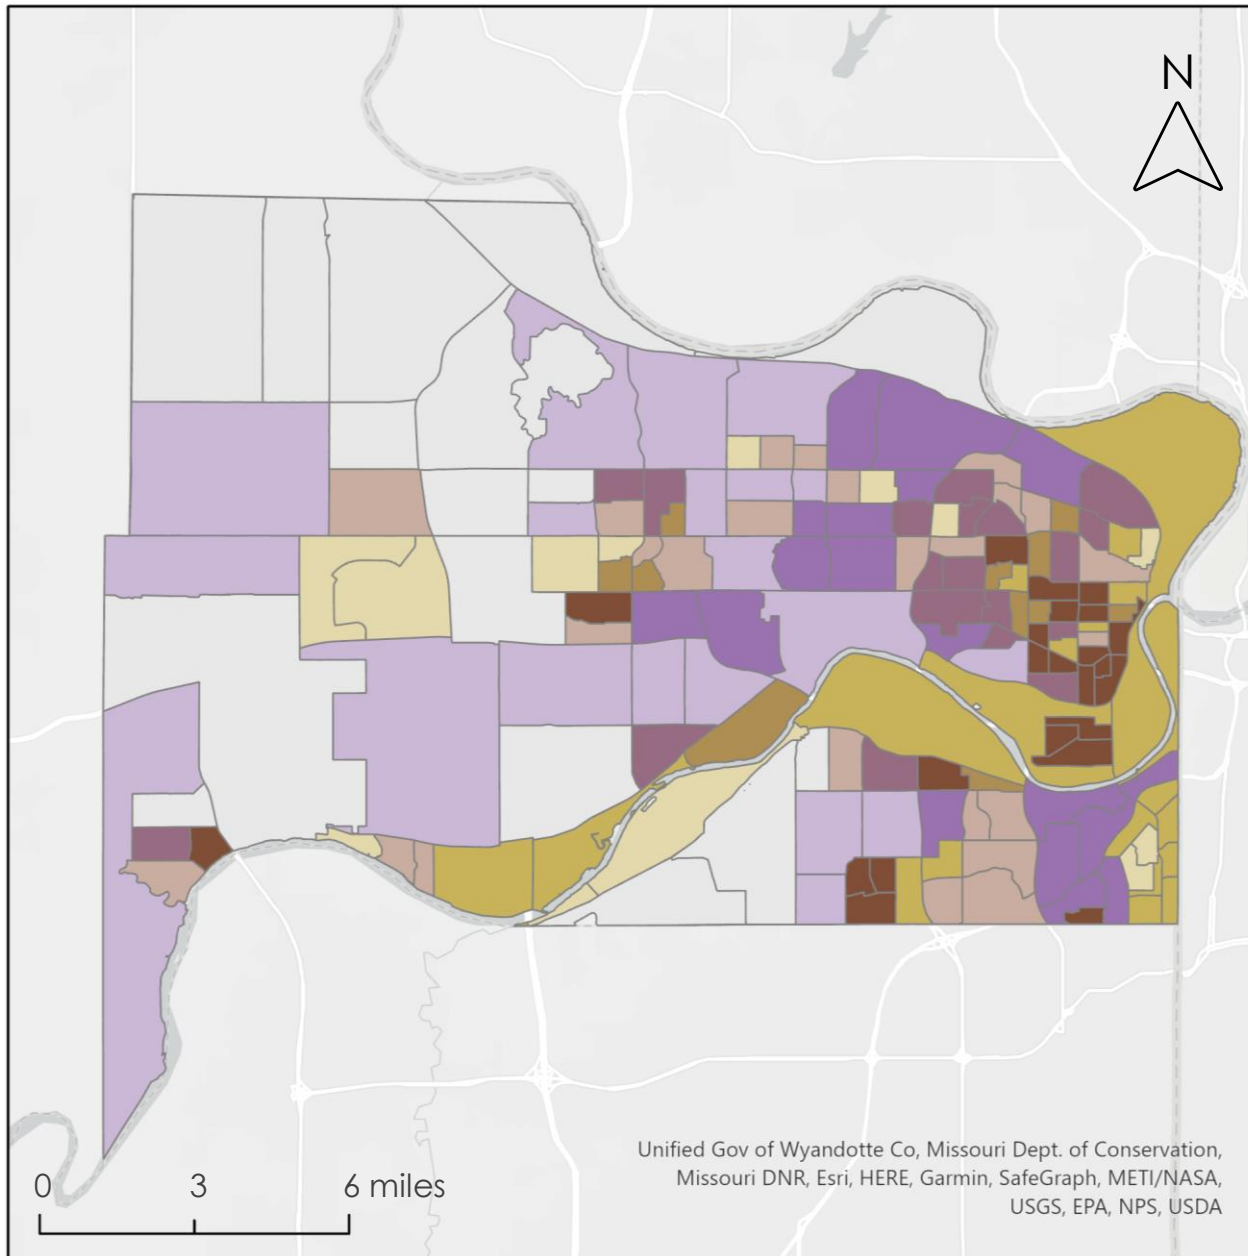 N
0 3 6 miles
Unified Gov of Wyandotte Co, Missouri Dept. of Conservation,
Missouri DNR, Esri, HERE, Garmin, SafeGraph, METI/NASA,
USGS, EPA, NPS, USDA